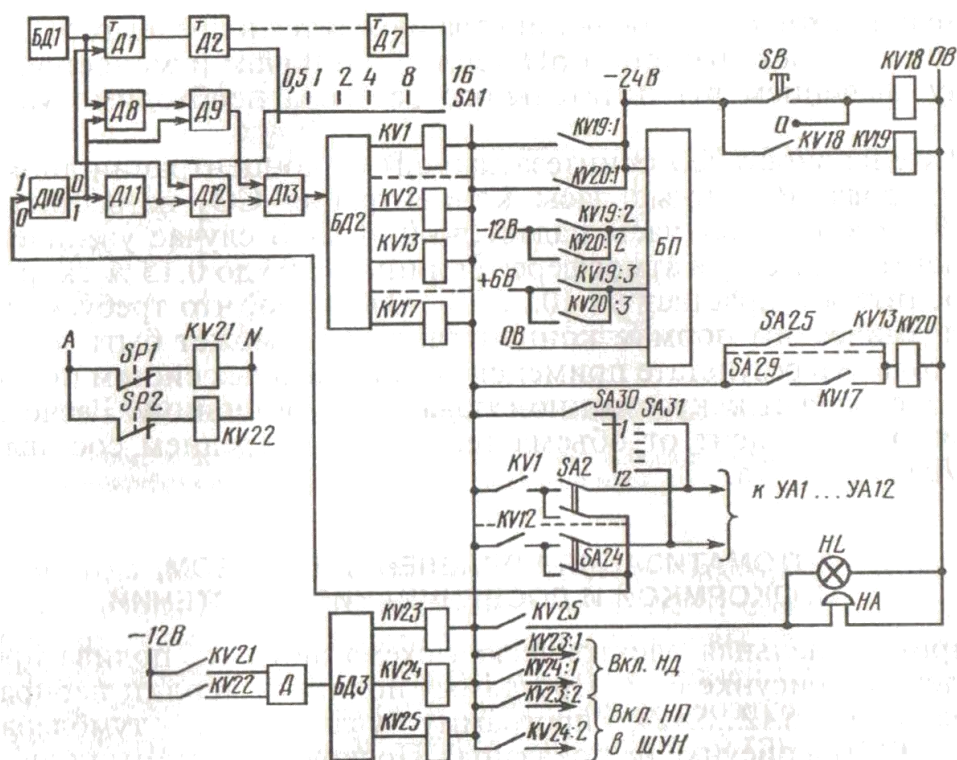 БД1
T Д1
T Д2
T Д7
0,5 1 2 4 8 16
SA1
Д8
Д9
1
0
Д10
0
1
Д11
Д12
Д13
БД2
KV1
KV2
KV13
KV17
-24В
SB
KV18
0В
a
KV18
KV19
KV19:1
KV20:1
-12В
KV19:2
KV20:2
+6В
KV19:3
KV20:3
0В
БП
SA25
KV13
KV20
SA29
KV17
A
N
SP1
KV21
SP2
KV22
SA30
SA31
1
12
KV1
SA2
KV12
SA24
к YA1...YA12
HL
HA
-12В
KV21
KV22
Д
БД3
KV23
KV24
KV25
KV25
KV23:1
KV24:1
Вкл. НД
KV23:2
KV24:2
Вкл. НП
в ШУН